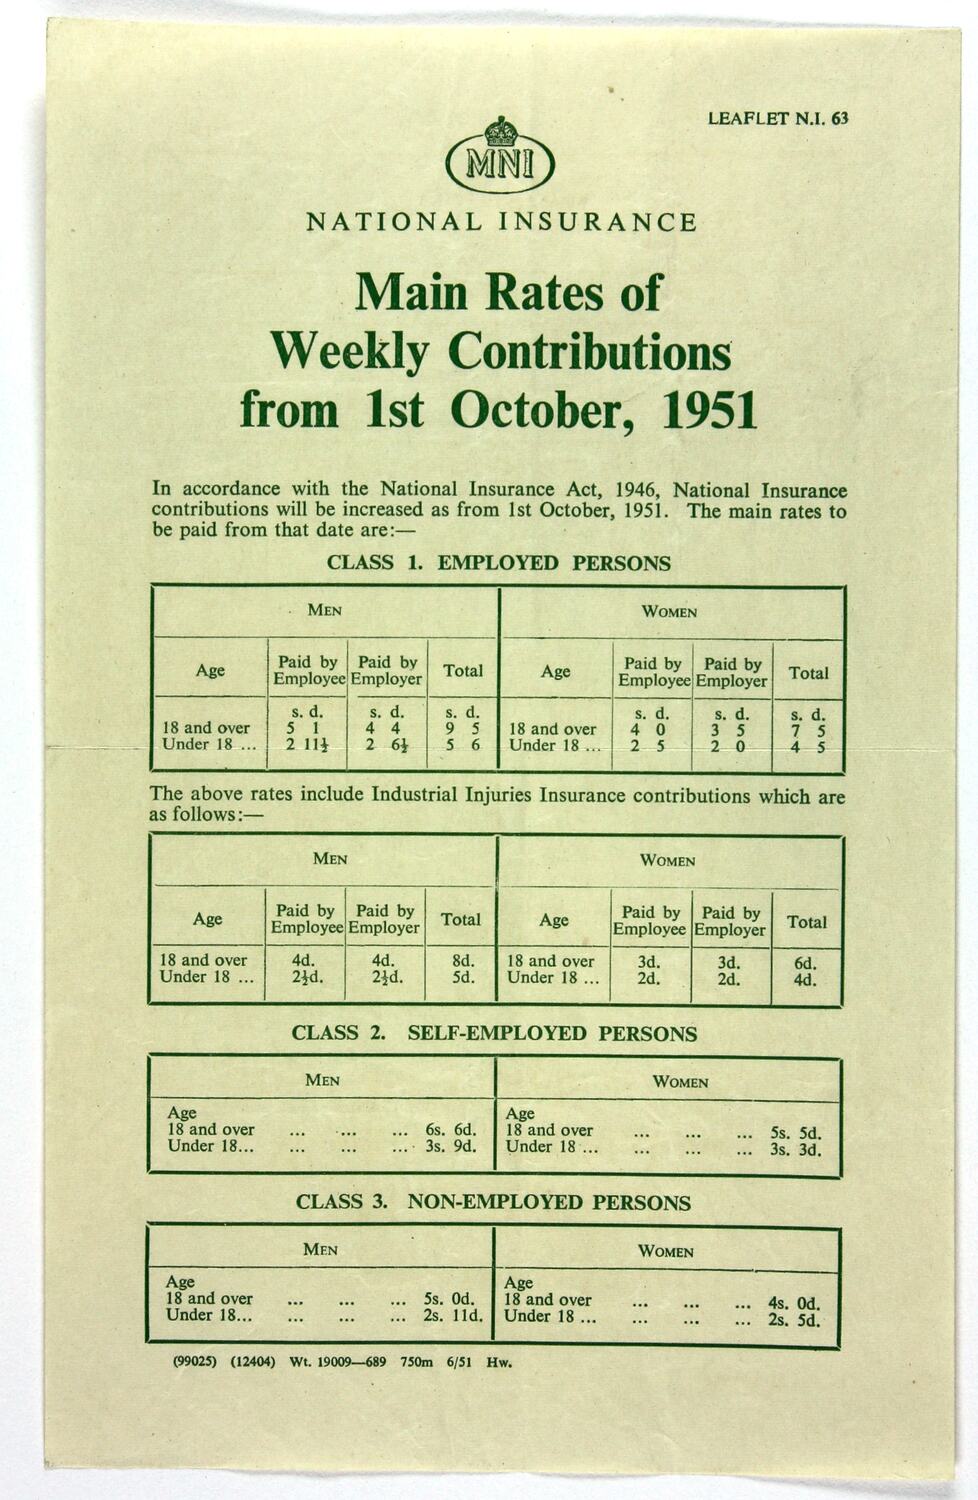 LEAFLET N.I. 63
MNI
NATIONAL INSURANCE
Main Rates of
Weekly Contributions
from 1st October, 1951
In accordance with the National Insurance Act, 1946, National Insurance
contributions will be increased as from 1st October, 1951. The main rates to
be paid from that date are:—
CLASS 1. EMPLOYED PERSONS
MEN WOMEN
Age Paid by Employee Paid by Employer Total Age Paid by Employee Paid by Employer Total
s. d. s. d. s. d. s. d. s. d. s. d.
18 and over 5 1 4 4 9 5 18 and over 4 0 3 5 7 5
Under 18 ... 2 11½ 2 6½ 5 6 Under 18 ... 2 5 2 0 4 5
The above rates include Industrial Injuries Insurance contributions which are
as follows:—
MEN WOMEN
Age Paid by Employee Paid by Employer Total Age Paid by Employee Paid by Employer Total
18 and over 4d. 4d. 8d. 18 and over 3d. 3d. 6d.
Under 18 ... 2½d. 2½d. 5d. Under 18 ... 2d. 2d. 4d.
CLASS 2. SELF-EMPLOYED PERSONS
MEN WOMEN
Age Age
18 and over ... ... ... 6s. 6d. 18 and over ... ... ... 5s. 5d.
Under 18... ... ... ... 3s. 9d. Under 18 ... ... ... ... 3s. 3d.
CLASS 3. NON-EMPLOYED PERSONS
MEN WOMEN
Age Age
18 and over ... ... ... 5s. 0d. 18 and over ... ... ... 4s. 0d.
Under 18... ... ... ... 2s. 11d. Under 18 ... ... ... ... 2s. 5d.
(99025) (12404) Wt. 19009—689 750m 6/51 Hw.